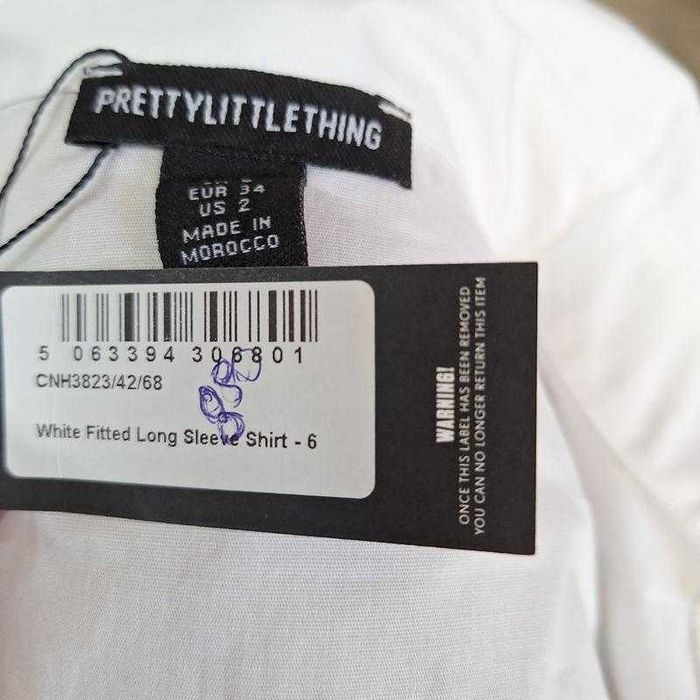 PRETTYLITTLETHING
EUR 34
US 2
MADE IN
MOROCCO
5 063394 306801
CNH3823/42/68
White Fitted Long Sleeve Shirt - 6
WARNING!
ONCE THIS LABEL HAS BEEN REMOVED
YOU CAN NO LONGER RETURN THIS ITEM